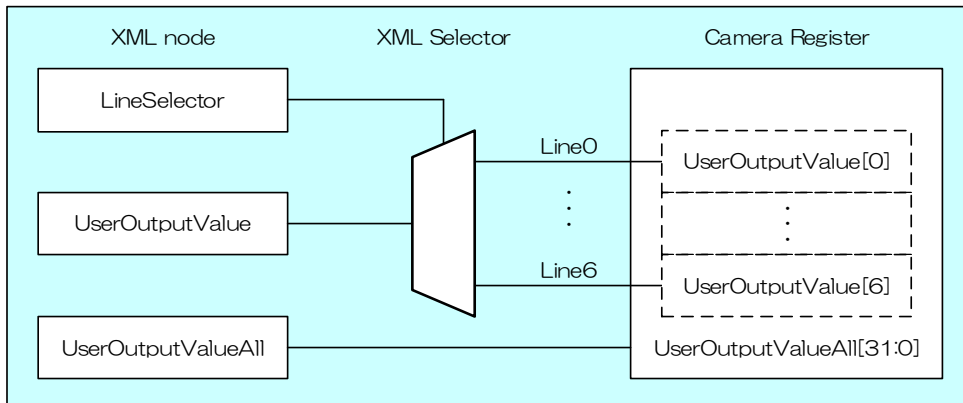 XML node XML Selector Camera Register
LineSelector
Line0 UserOutputValue[0]
UserOutputValue
Line6 UserOutputValue[6]
UserOutputValueAll UserOutputValueAll[31:0]